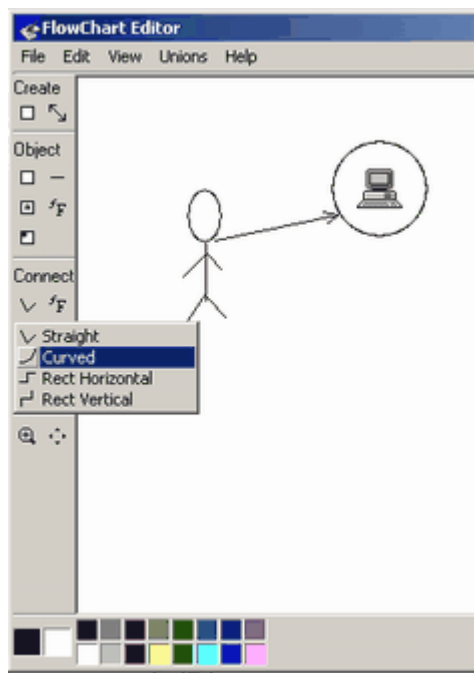 FlowChart Editor
File Edit View Unions Help
Create
Object
F
Connect
F
Straight
Curved
Rect Horizontal
Rect Vertical